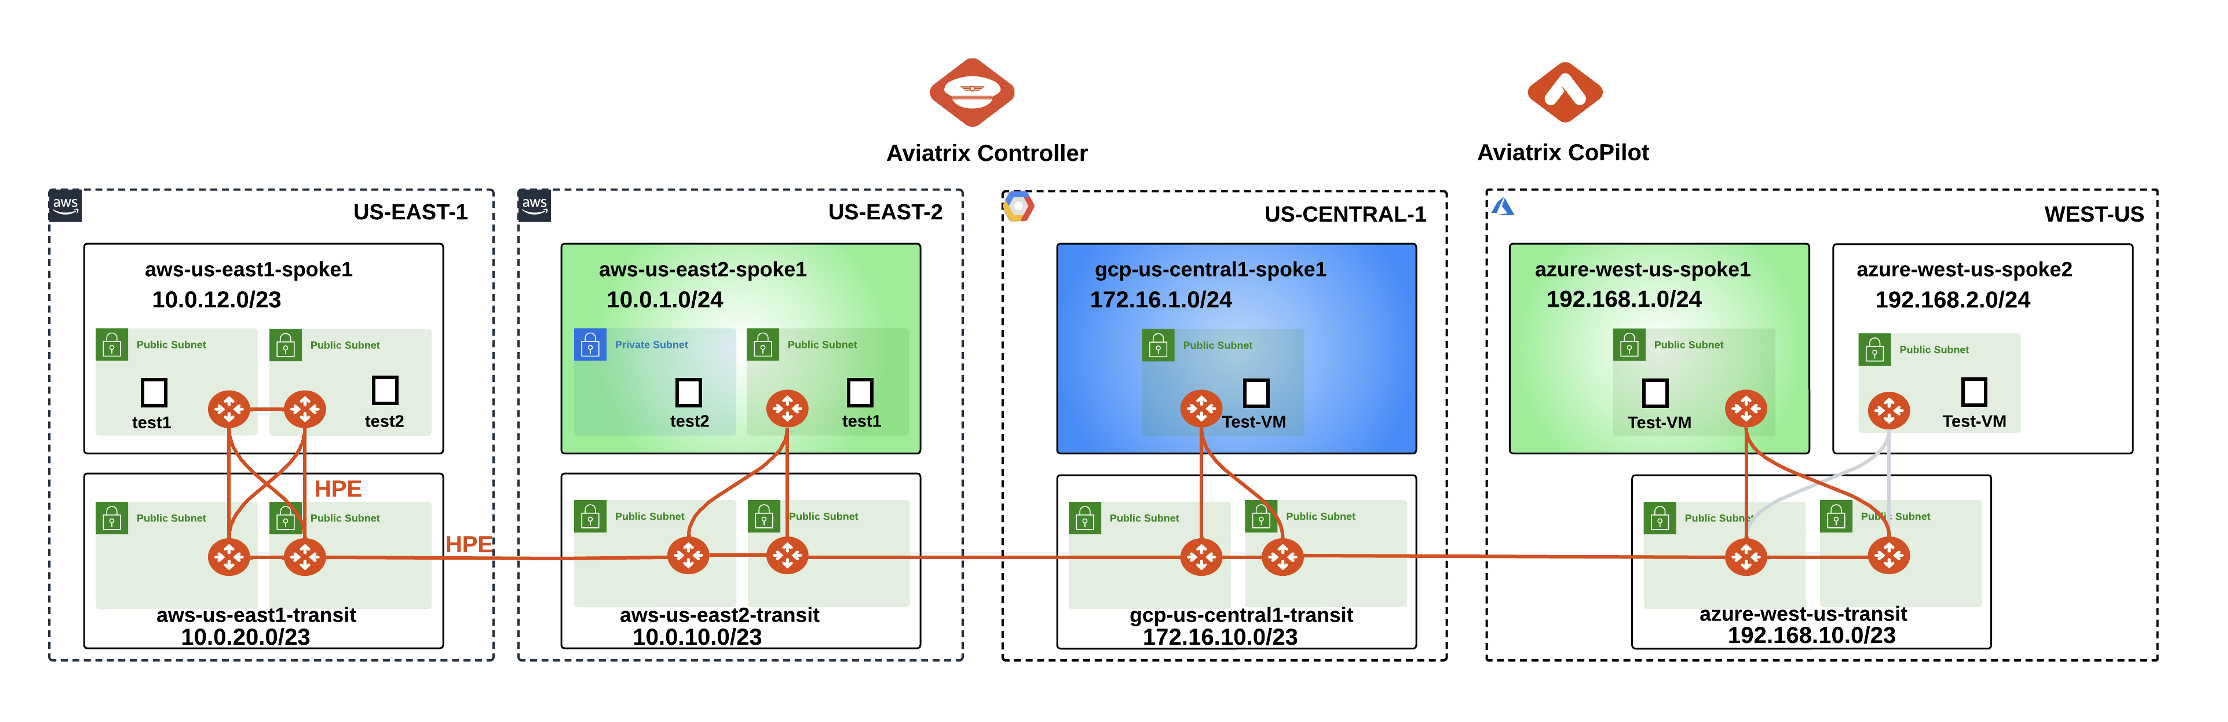 Aviatrix Controller
Aviatrix CoPilot
aws
US-EAST-1
aws-us-east1-spoke1
10.0.12.0/23
Public Subnet
Public Subnet
test1
test2
HPE
Public Subnet
Public Subnet
HPE
aws-us-east1-transit
10.0.20.0/23
aws
US-EAST-2
aws-us-east2-spoke1
10.0.1.0/24
Private Subnet
Public Subnet
test2
test1
Public Subnet
Public Subnet
aws-us-east2-transit
10.0.10.0/23
US-CENTRAL-1
gcp-us-central1-spoke1
172.16.1.0/24
Public Subnet
Test-VM
Public Subnet
Public Subnet
gcp-us-central1-transit
172.16.10.0/23
WEST-US
azure-west-us-spoke1
192.168.1.0/24
Public Subnet
Test-VM
azure-west-us-spoke2
192.168.2.0/24
Public Subnet
Test-VM
Public Subnet
Public Subnet
azure-west-us-transit
192.168.10.0/23